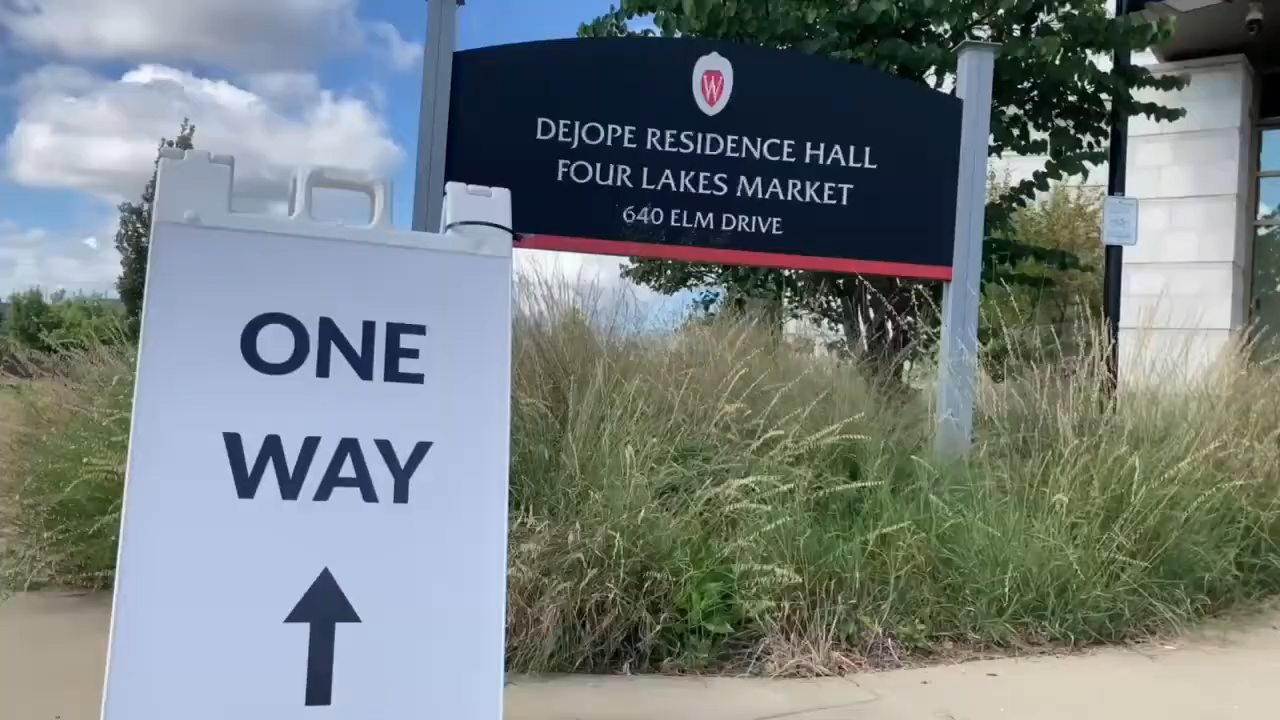 W
DEJOPE RESIDENCE HALL
FOUR LAKES MARKET
640 ELM DRIVE
ONE
WAY